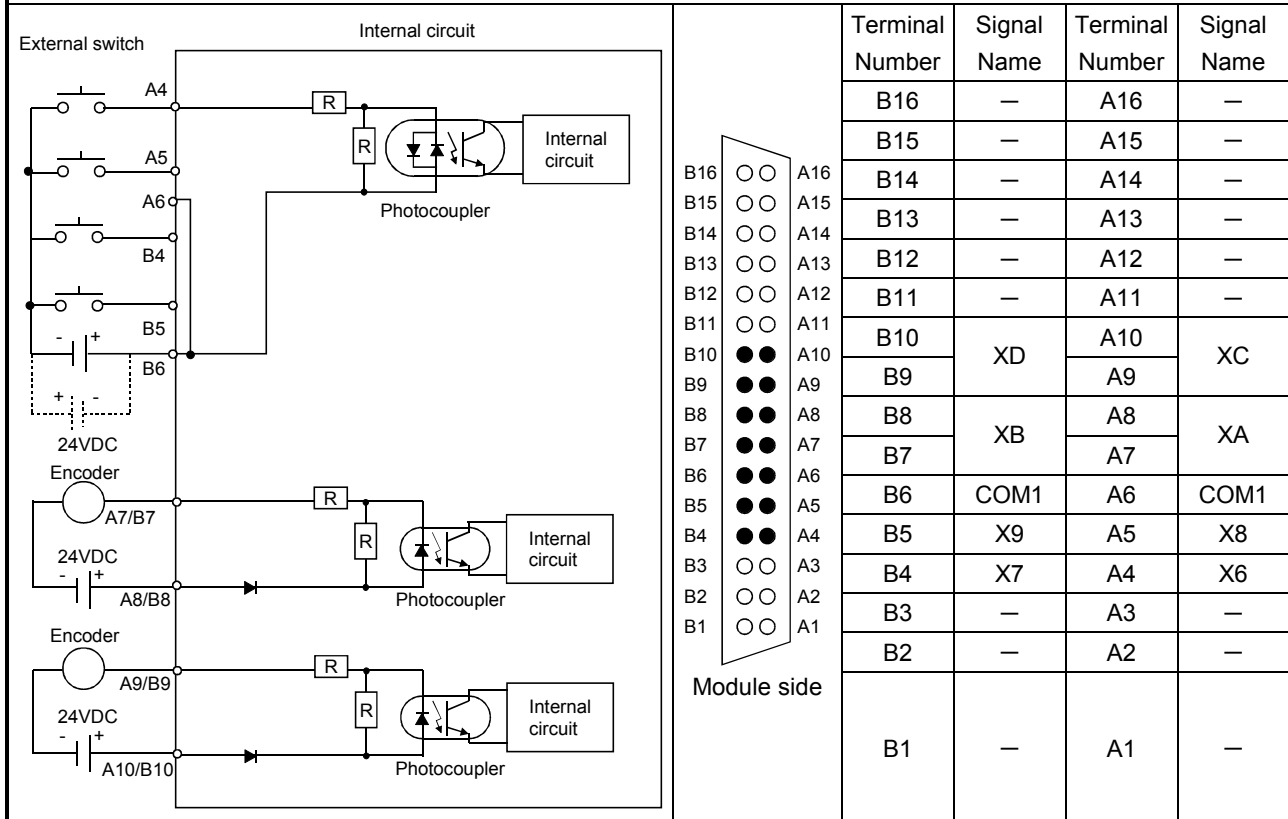 External switch
Internal circuit
A4
R
R
Internal
circuit
A5
A6
Photocoupler
B4
B5
- +
B6
+ -
24VDC
Encoder
A7/B7
R
R
Internal
circuit
24VDC
- +
A8/B8
Photocoupler
Encoder
A9/B9
R
R
Internal
circuit
24VDC
- +
A10/B10
Photocoupler
B16 A16
B15 A15
B14 A14
B13 A13
B12 A12
B11 A11
B10 A10
B9 A9
B8 A8
B7 A7
B6 A6
B5 A5
B4 A4
B3 A3
B2 A2
B1 A1
Module side
Terminal Number Signal Name Terminal Number Signal Name
B16 — A16 —
B15 — A15 —
B14 — A14 —
B13 — A13 —
B12 — A12 —
B11 — A11 —
B10 XD A10 XC
B9 A9
B8 XB A8 XA
B7 A7
B6 COM1 A6 COM1
B5 X9 A5 X8
B4 X7 A4 X6
B3 — A3 —
B2 — A2 —
B1 — A1 —